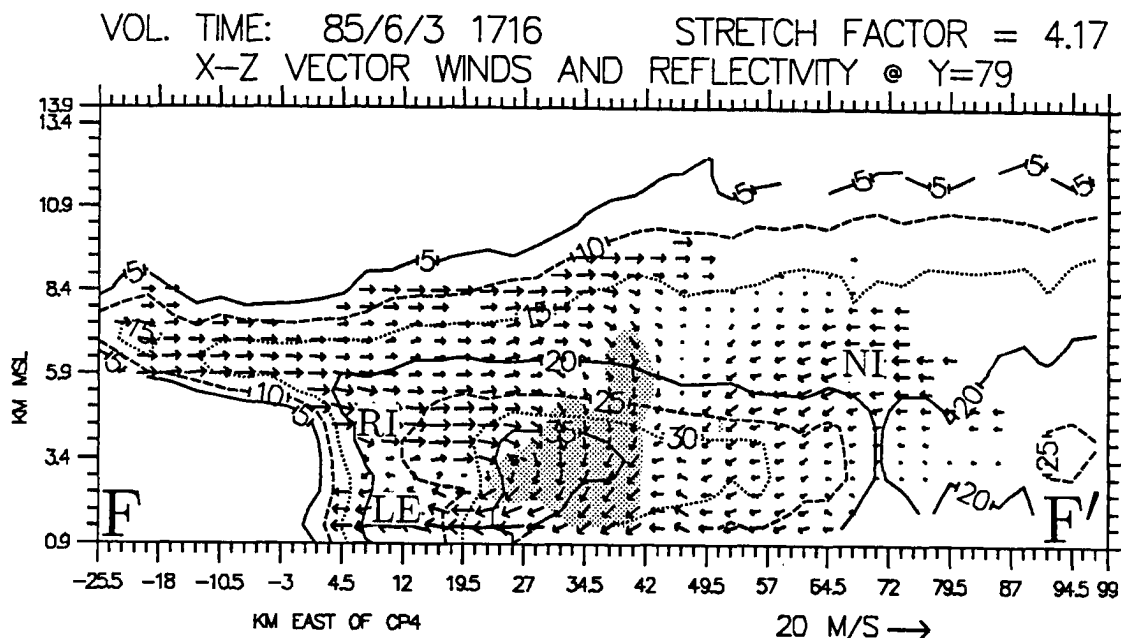 VOL. TIME: 85/6/3 1716 STRETCH FACTOR = 4.17
X-Z VECTOR WINDS AND REFLECTIVITY @ Y=79
13.9
13.4
10.9
8.4
5.9
3.4
0.9
KM MSL
5
5
5
5
5
5
5
10
15
15
5
10
5
20
25
35
30
20
25
20
NI
RI
LE
F
F'
-25.5 -18 -10.5 -3 4.5 12 19.5 27 34.5 42 49.5 57 64.5 72 79.5 87 94.5 99
KM EAST OF CP4
20 M/S